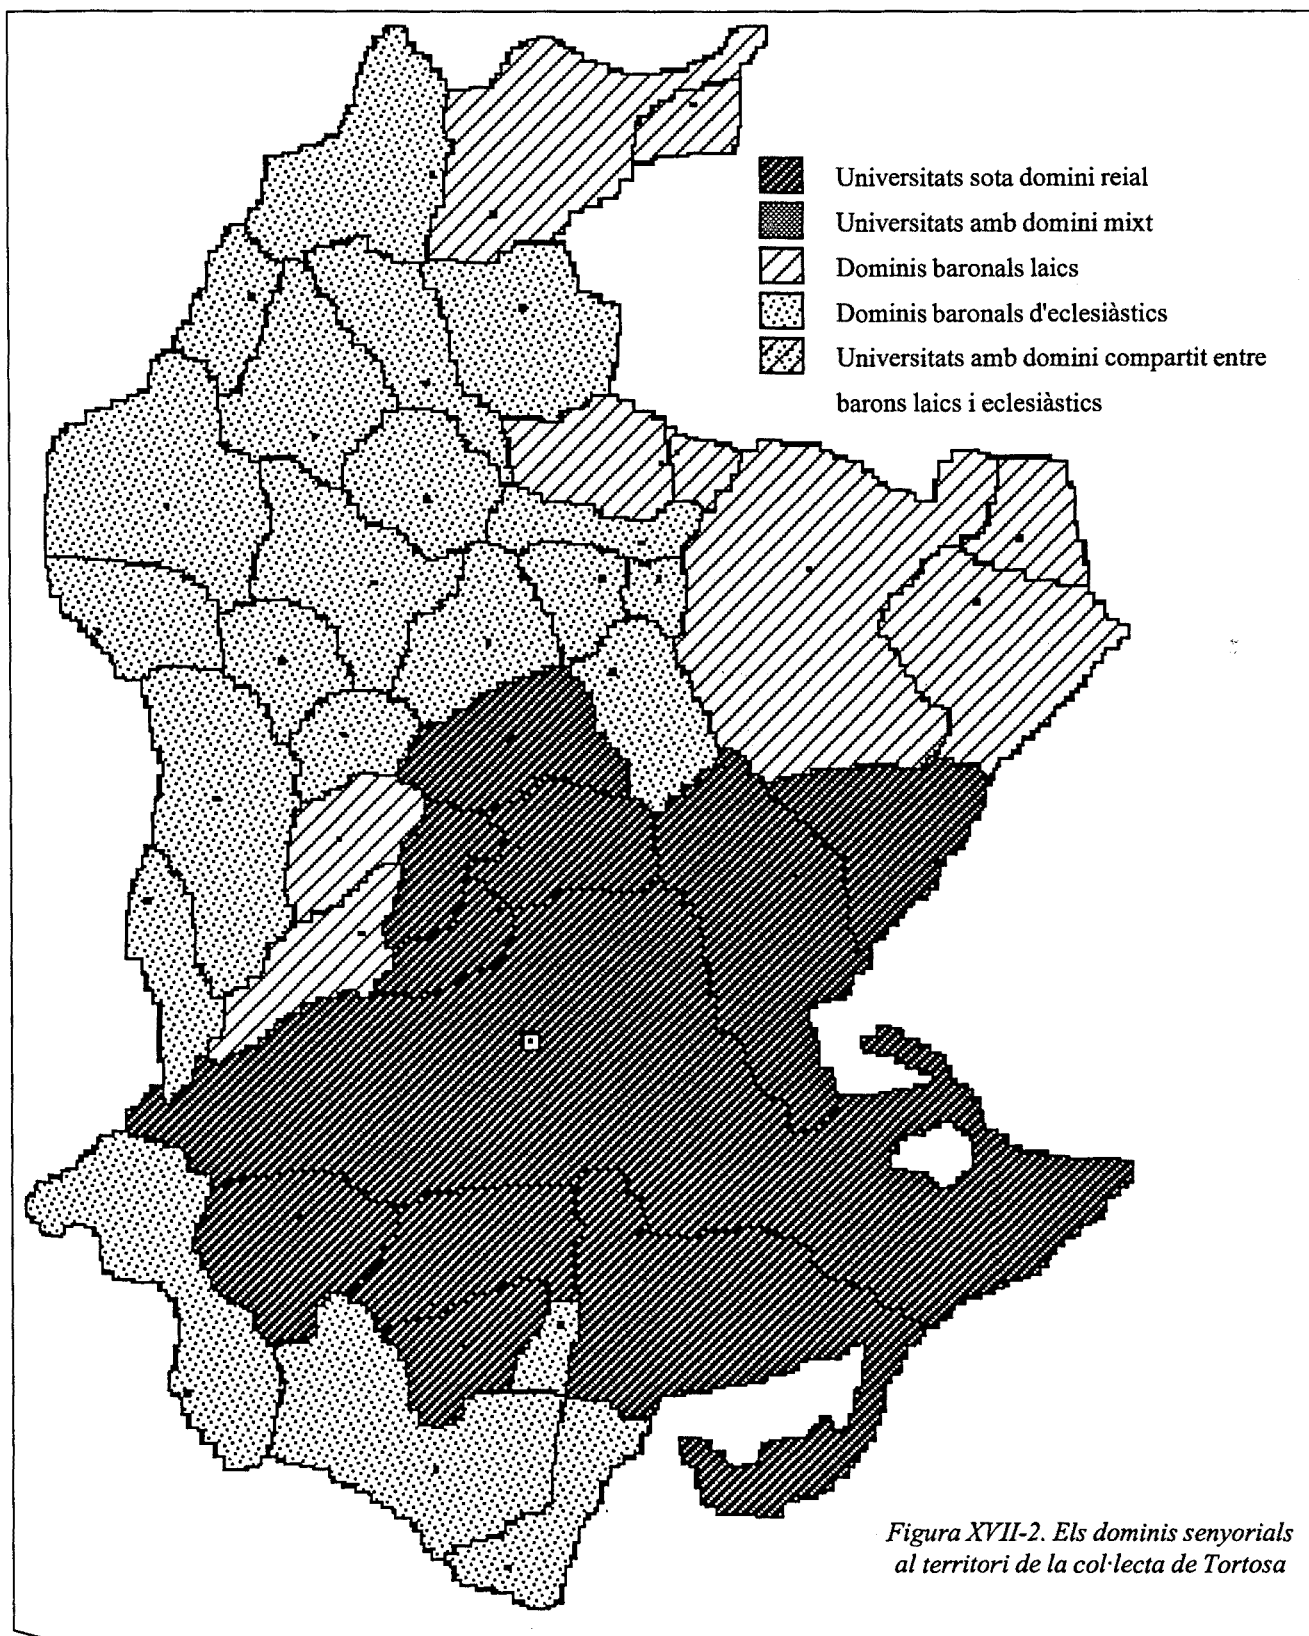 Universitats sota domini reial
Universitats amb domini mixt
Dominis baronals laics
Dominis baronals d'eclesiàstics
Universitats amb domini compartit entre
barons laics i eclesiàstics
Figura XVII-2. Els dominis senyorials
al territori de la col·lecta de Tortosa